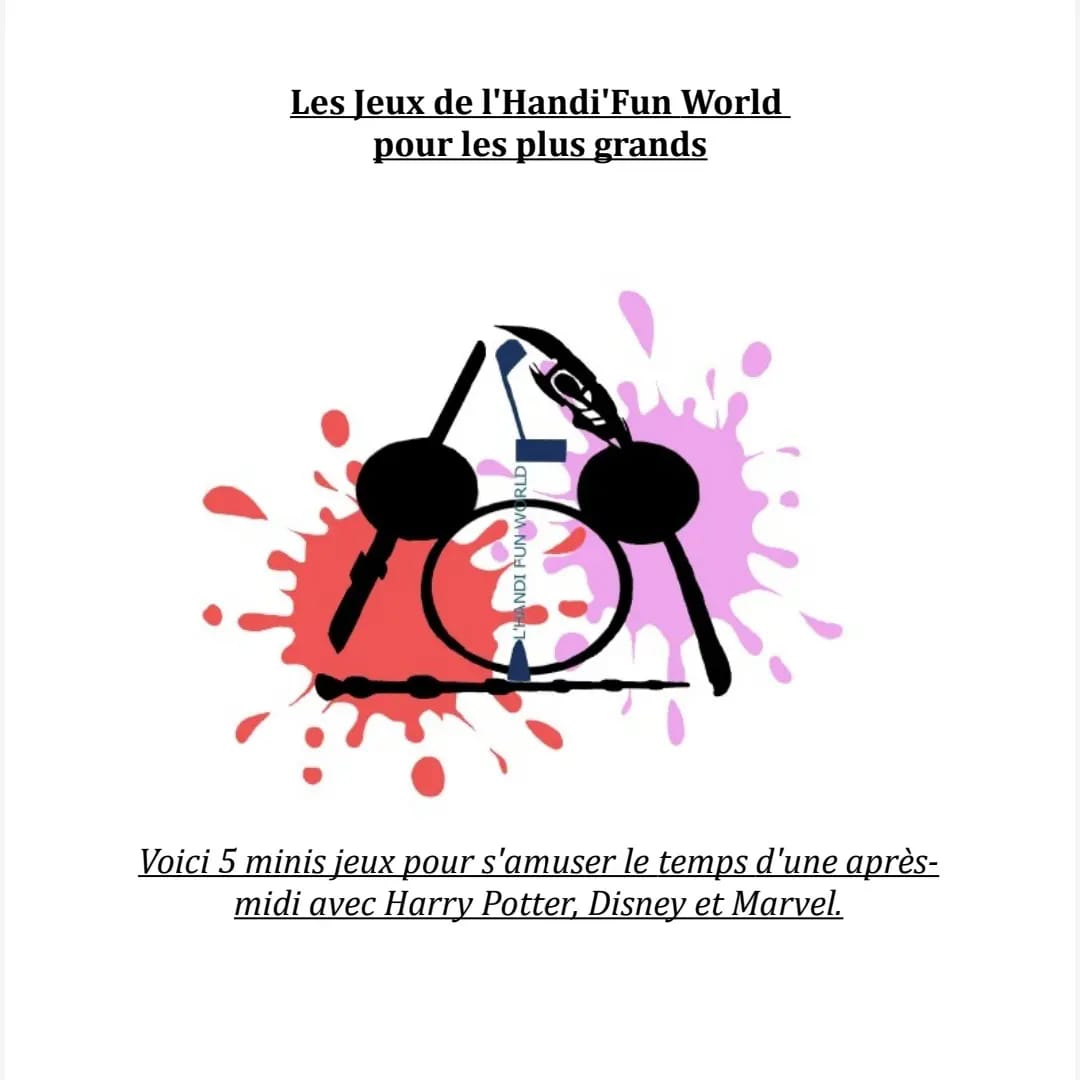 Les Jeux de l'Handi'Fun World
pour les plus grands
L'HANDI FUN WORLD
Voici 5 minis jeux pour s'amuser le temps d'une après-
midi avec Harry Potter, Disney et Marvel.